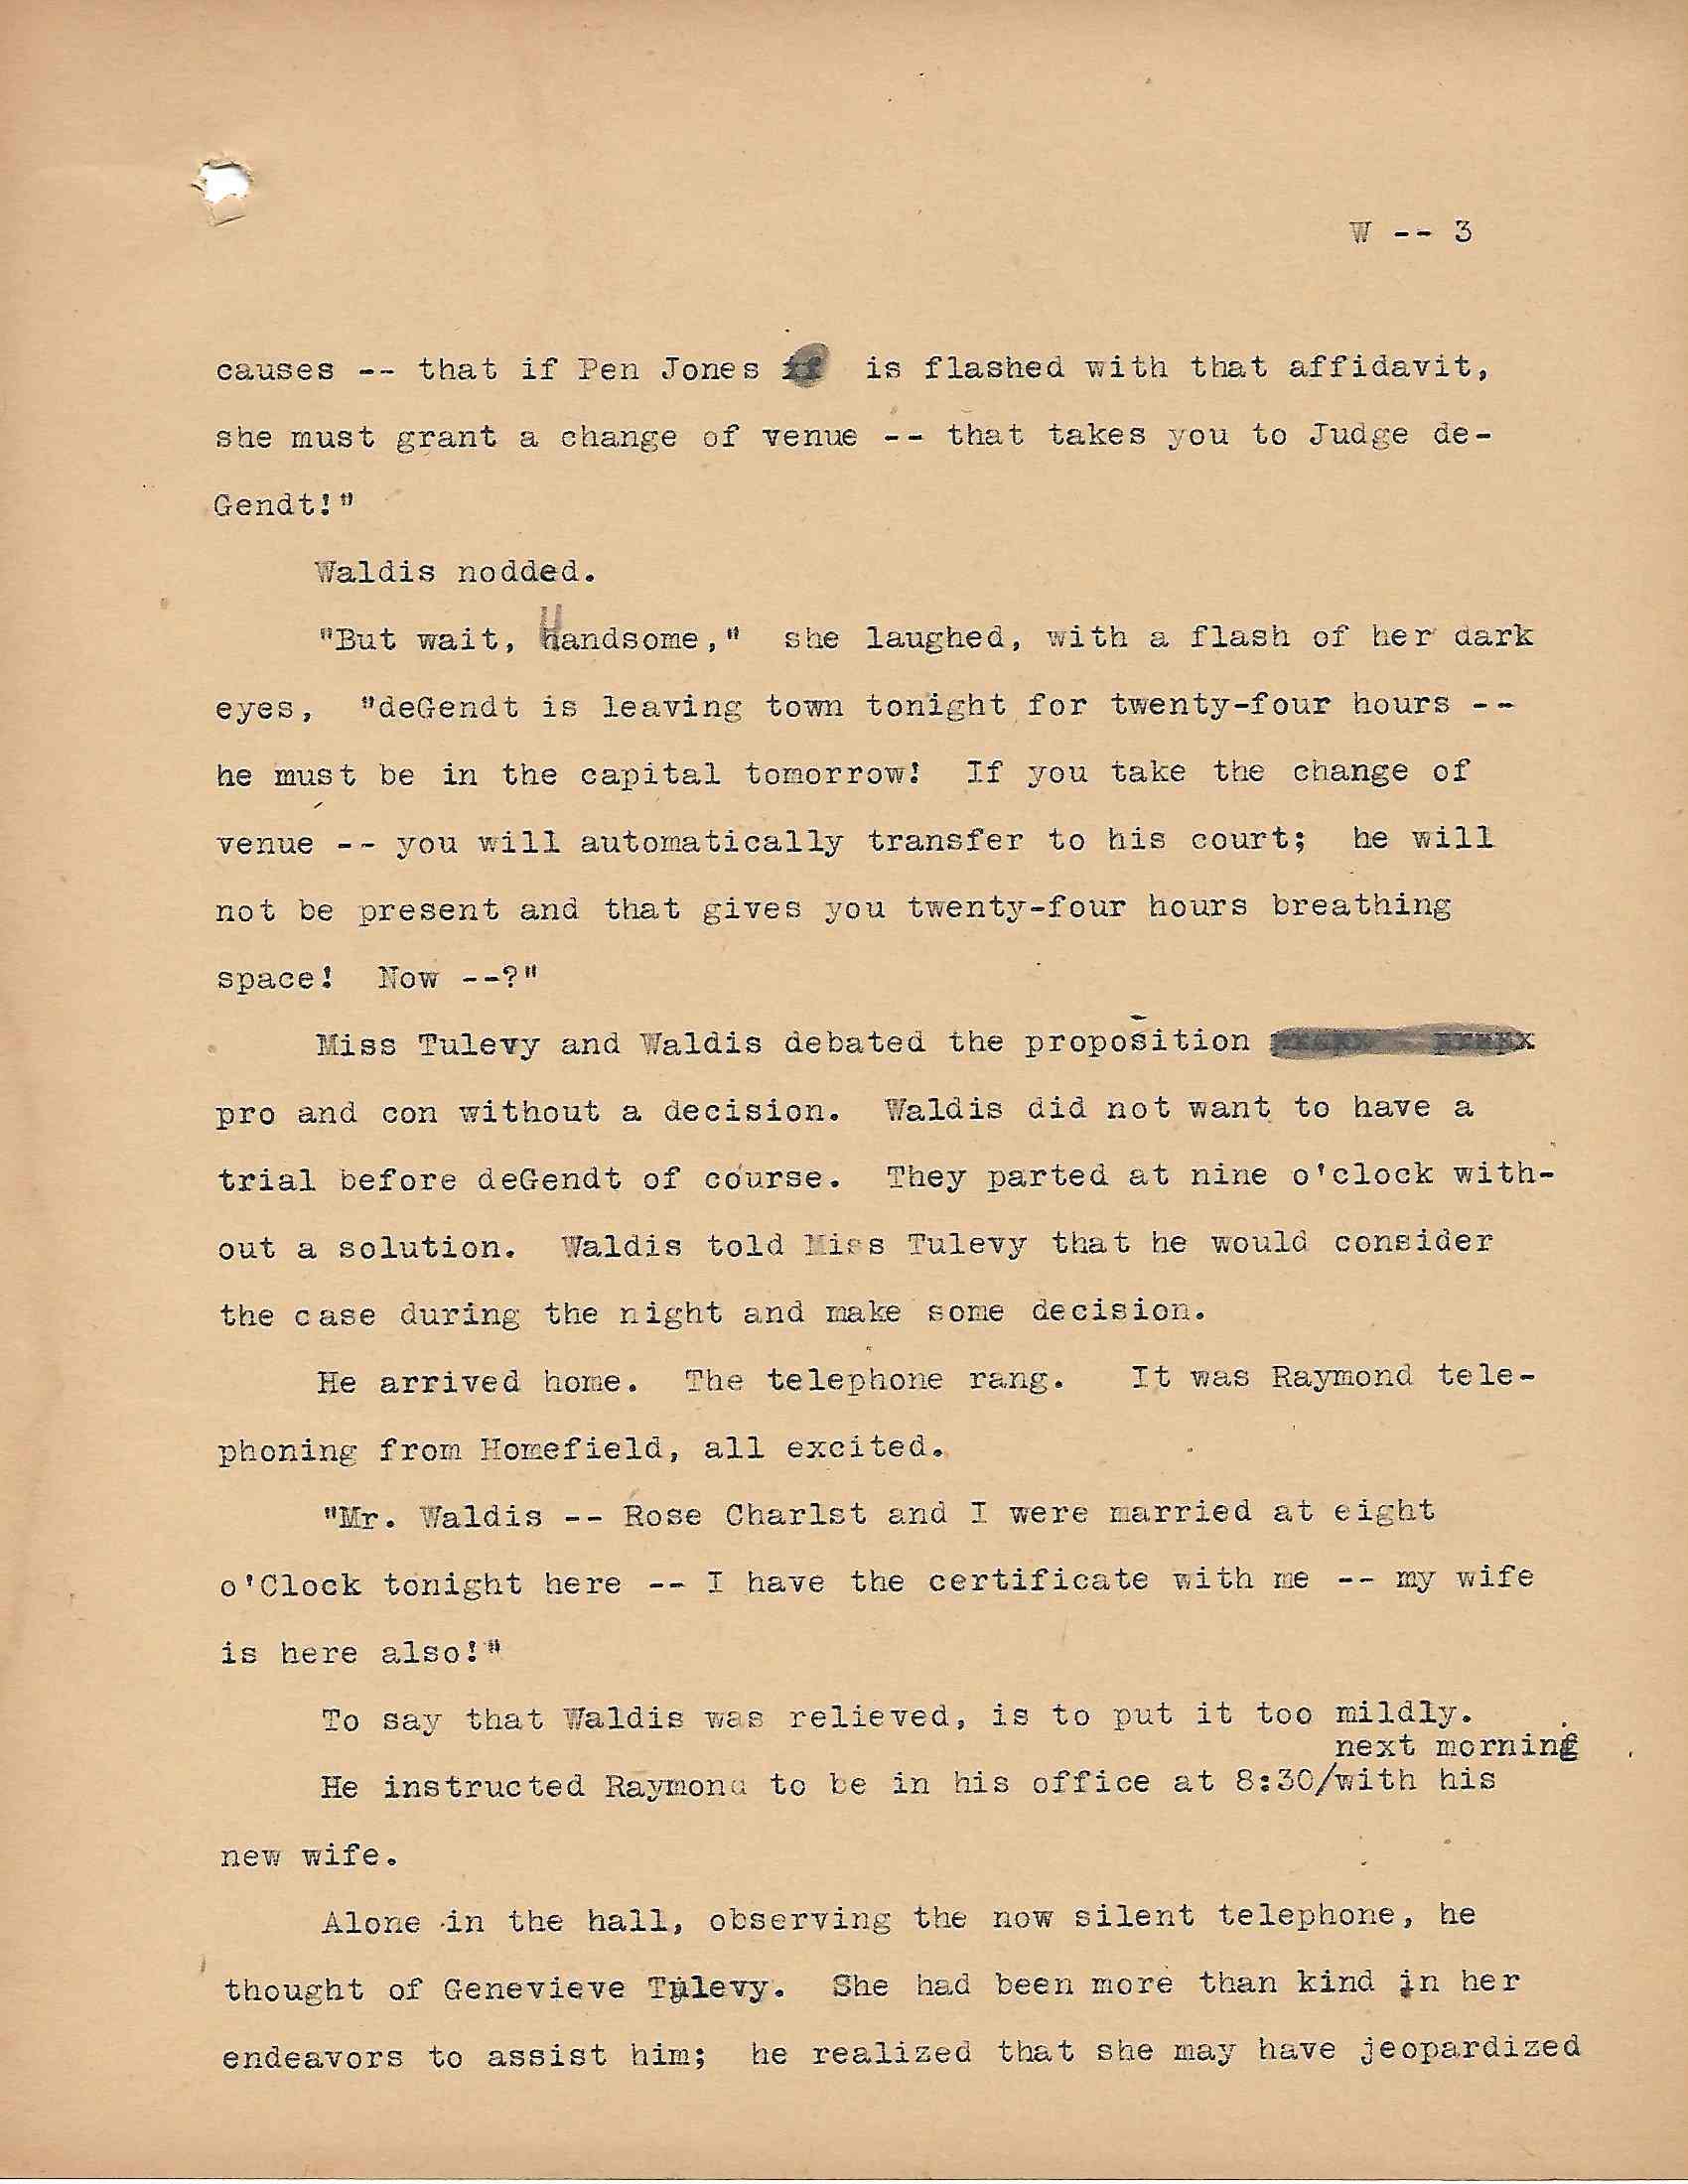 W -- 3
causes -- that if Pen Jones is flashed with that affidavit,
she must grant a change of venue -- that takes you to Judge de-
Gendt!"
Waldis nodded.
"But wait, Handsome," she laughed, with a flash of her dark
eyes, "deGendt is leaving town tonight for twenty-four hours --
he must be in the capital tomorrow! If you take the change of
venue -- you will automatically transfer to his court; he will
not be present and that gives you twenty-four hours breathing
space! Now --?"
Miss Tulevy and Waldis debated the proposition
pro and con without a decision. Waldis did not want to have a
trial before deGendt of course. They parted at nine o'clock with-
out a solution. Waldis told Miss Tulevy that he would consider
the case during the night and make some decision.
He arrived home. The telephone rang. It was Raymond tele-
phoning from Homefield, all excited.
"Mr. Waldis -- Rose Charlst and I were married at eight
o'Clock tonight here -- I have the certificate with me -- my wife
is here also!"
To say that Waldis was relieved, is to put it too mildly.
next morning
He instructed Raymond to be in his office at 8:30/with his
new wife.
Alone in the hall, observing the now silent telephone, he
thought of Genevieve Tulevy. She had been more than kind in her
endeavors to assist him; he realized that she may have jeopardized